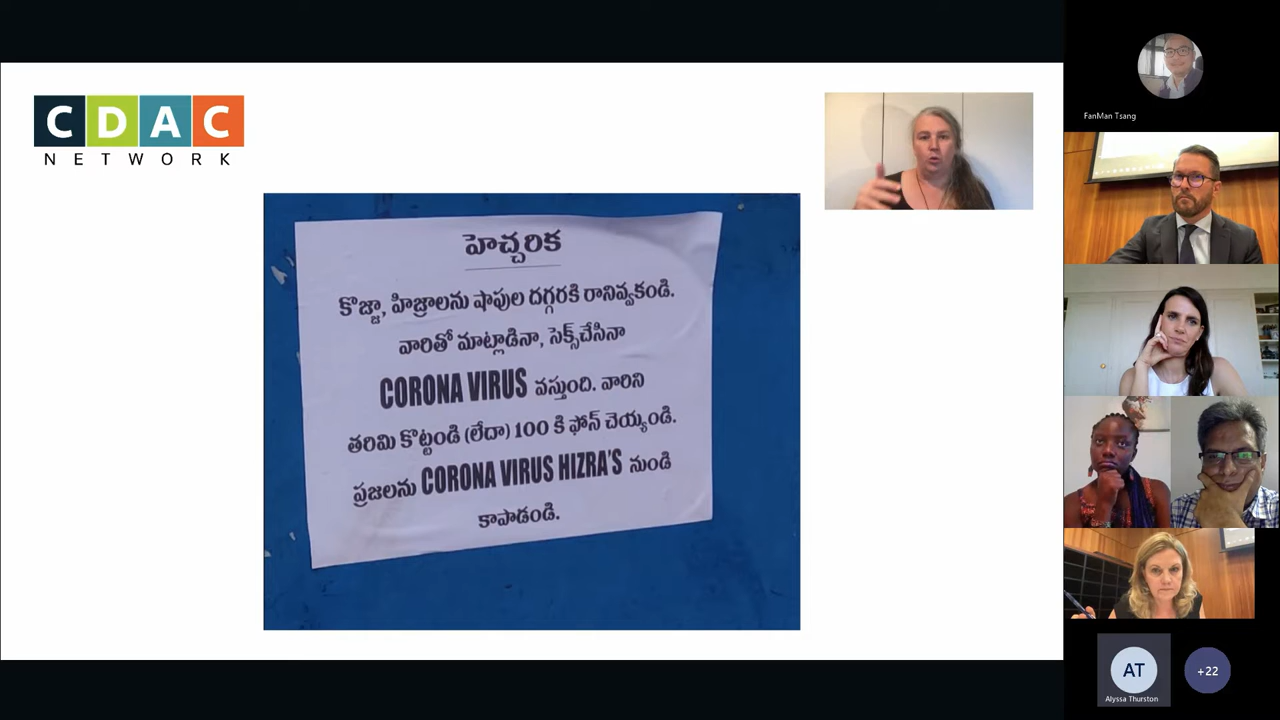 CDAC
NETWORK
హెచ్చరిక
కొజ్జా, హిజ్రాలను షాపుల దగ్గరకి రానివ్వకండి.
వారితో మాట్లాడినా, సెక్స్‌చేసినా
CORONA VIRUS వస్తుంది. వారిని
తరిమి కొట్టండి (లేదా) 100 కి ఫోన్ చెయ్యండి.
ప్రజలను CORONA VIRUS HIZRA'S నుండి
కాపాడండి.
FanMan Tsang
AT
Alyssa Thurston
+22